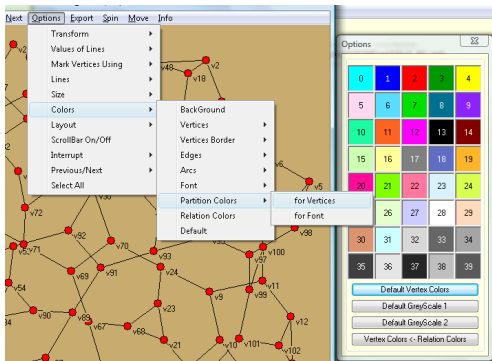 Next Options Export Spin Move Info
Transform
Values of Lines
Mark Vertices Using
Lines
Size
Colors
Layout
ScrollBar On/Off
Interrupt
Previous/Next
Select All
BackGround
Vertices
Vertices Border
Edges
Arcs
Font
Partition Colors
Relation Colors
Default
for Vertices
for Font
v48
v2
v18
v6
v5
v72
v92
v70
v98
v71
v93
v100
v97
v69
v91
v24
v99
v54
v9
v11
v90
v23
v67
v68
v21
v10
v101
v102
Options
0 1 2 3 4
5 6 7 8 9
10 11 12 13 14
15 16 17 18 19
20 21 22 23 24
26 27 28 29
30 31 32 33 34
35 36 37 38 39
Default Vertex Colors
Default GreyScale 1
Default GreyScale 2
Vertex Colors <- Relation Colors